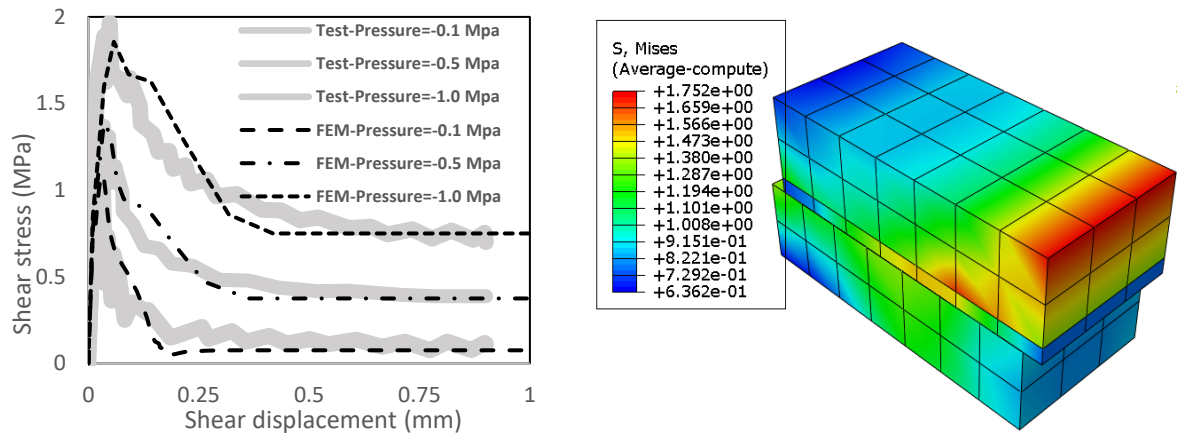 2
1.5
1
0.5
0
0
0.25
0.5
0.75
1
Shear stress (MPa)
Shear displacement (mm)
Test-Pressure=-0.1 Mpa
Test-Pressure=-0.5 Mpa
Test-Pressure=-1.0 Mpa
FEM-Pressure=-0.1 Mpa
FEM-Pressure=-0.5 Mpa
FEM-Pressure=-1.0 Mpa
S, Mises
(Average-compute)
+1.752e+00
+1.659e+00
+1.566e+00
+1.473e+00
+1.380e+00
+1.287e+00
+1.194e+00
+1.101e+00
+1.008e+00
+9.151e-01
+8.221e-01
+7.292e-01
+6.362e-01